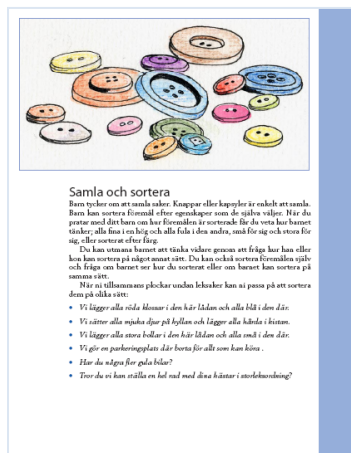 Samla och sortera
Barn tycker om att samla saker. Knappar eller kapsyler är enkelt att samla.
Barn kan sortera föremål efter egenskaper som de själva väljer. När du
pratar med ditt barn om hur föremålen är sorterade får du veta hur barnet
tänker; alla fina i en hög och alla fula i den andra, små för sig och stora för
sig, eller sorterat efter färg.
Du kan utmana barnet att tänka vidare genom att fråga hur han eller
hon kan sortera på något annat sätt. Du kan också sortera föremålen själv
och fråga om barnet ser hur du sorterat eller om barnet kan sortera på
samma sätt.
När ni tillsammans plockar undan leksaker kan ni passa på att sortera
dem på olika sätt:
• Vi lägger alla röda klossar i den här lådan och alla blå i den där.
• Vi sätter alla mjuka djur på hyllan och lägger alla hårda i kistan.
• Vi lägger alla stora bollar i den här lådan och alla små i den där.
• Vi gör en parkeringsplats där borta för allt som kan köra .
• Har du några fler gula bilar?
• Tror du vi kan ställa en hel rad med dina hästar i storleksordning?